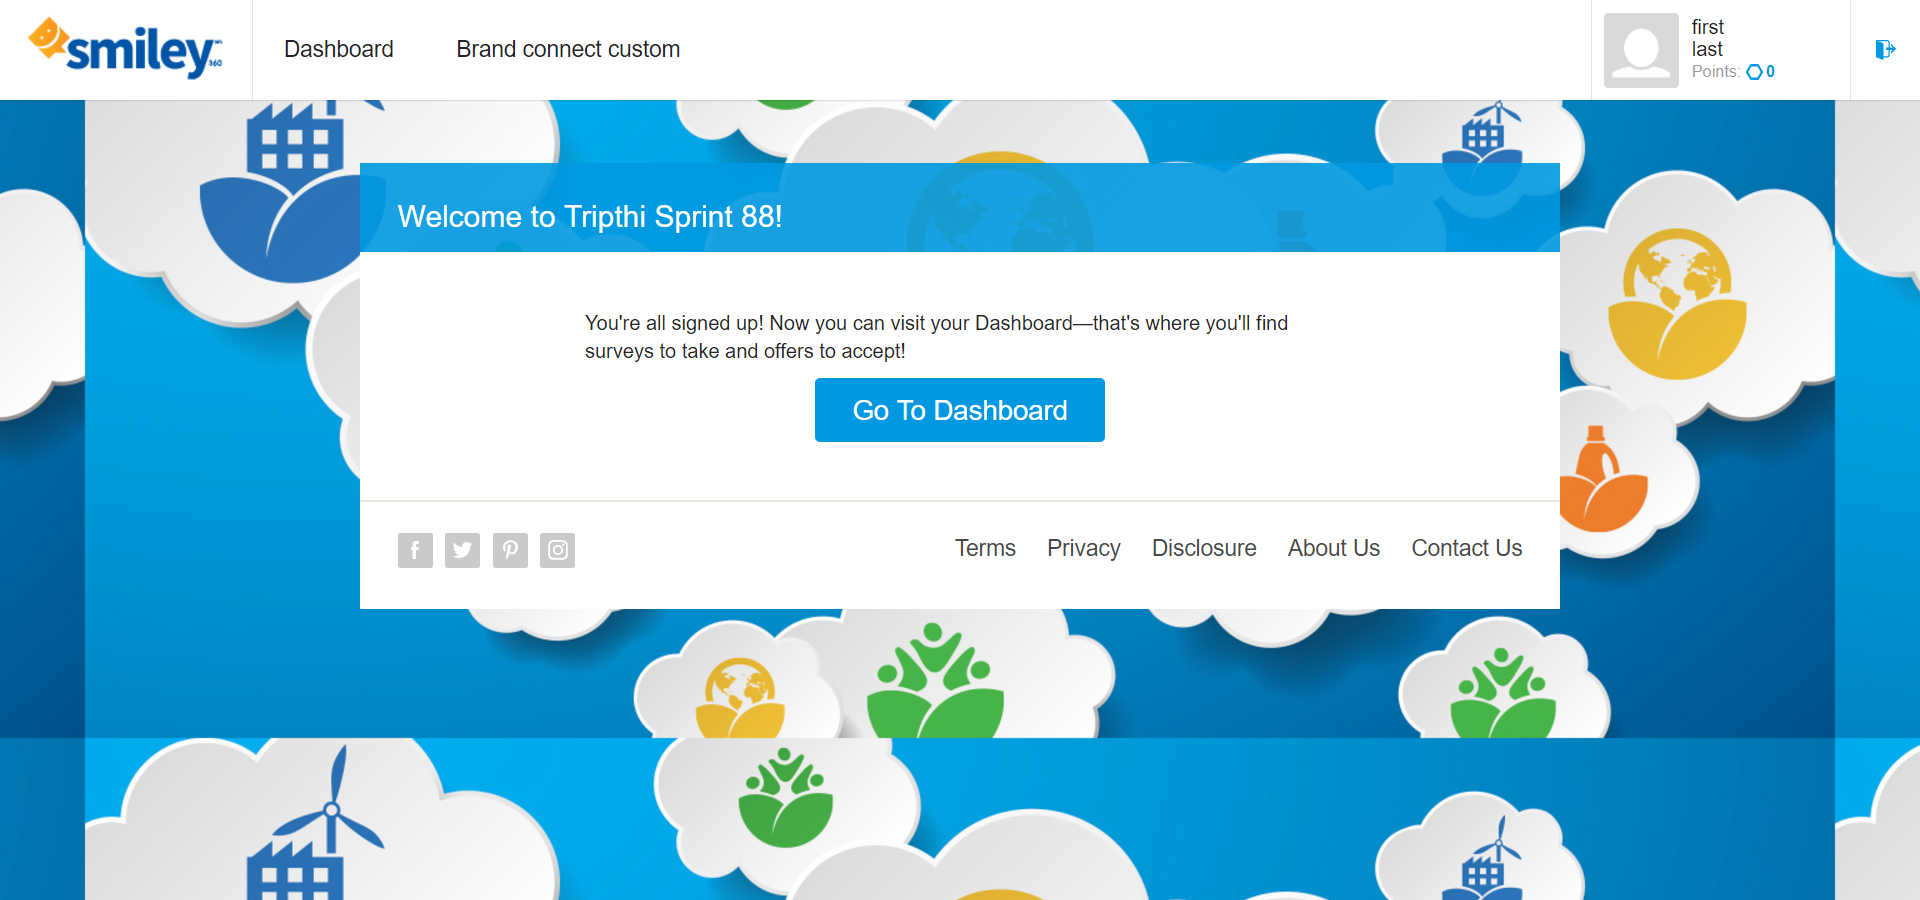 smiley
360
Dashboard
Brand connect custom
first
last
Points: 0
Welcome to Tripthi Sprint 88!
You're all signed up! Now you can visit your Dashboard—that's where you'll find
surveys to take and offers to accept!
Go To Dashboard
Terms
Privacy
Disclosure
About Us
Contact Us